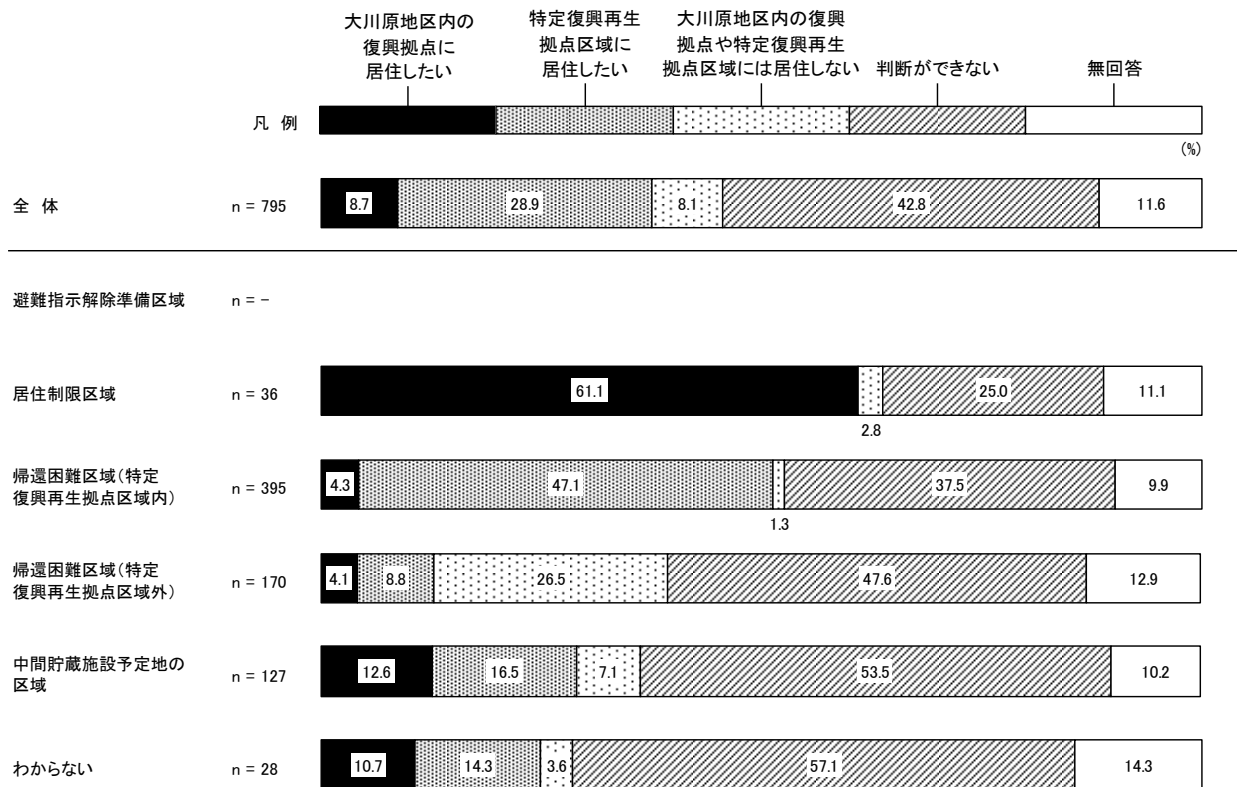 大川原地区内の
復興拠点に
居住したい
特定復興再生
拠点区域に
居住したい
大川原地区内の復興
拠点や特定復興再生
拠点区域には居住しない
判断ができない
無回答
凡 例
(%)
全 体 n = 795 8.7 28.9 8.1 42.8 11.6
避難指示解除準備区域 n = -
居住制限区域 n = 36 61.1 25.0 11.1
2.8
帰還困難区域(特定
復興再生拠点区域内) n = 395 4.3 47.1 37.5 9.9
1.3
帰還困難区域(特定
復興再生拠点区域外) n = 170 4.1 8.8 26.5 47.6 12.9
中間貯蔵施設予定地の
区域 n = 127 12.6 16.5 7.1 53.5 10.2
わからない n = 28 10.7 14.3 3.6 57.1 14.3